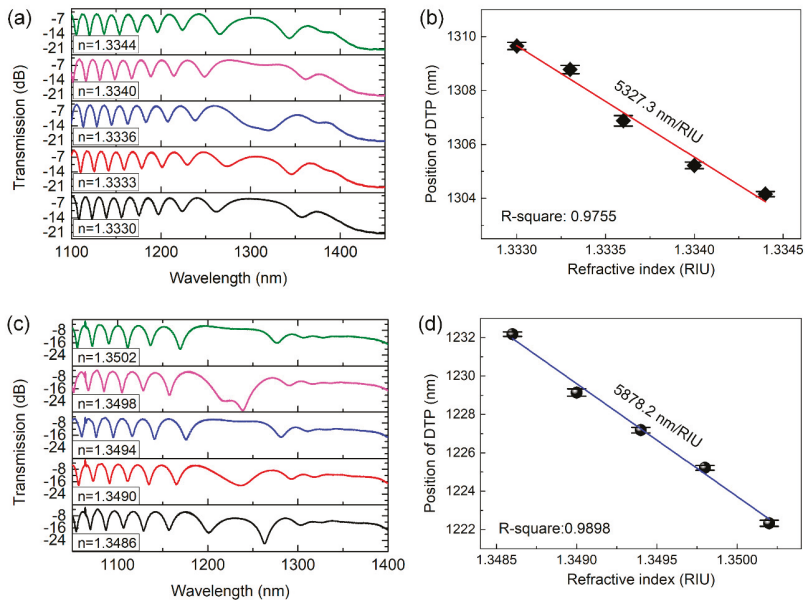 (a)
-7
-14
-21
n=1.3344
-7
-14
-21
n=1.3340
-7
-14
-21
n=1.3336
-7
-14
-21
n=1.3333
-7
-14
-21
n=1.3330
Transmission (dB)
1100
1200
1300
1400
Wavelength (nm)
(b)
1310
1308
1306
1304
Position of DTP (nm)
5327.3 nm/RIU
R-square: 0.9755
1.3330
1.3335
1.3340
1.3345
Refractive index (RIU)
(c)
-8
-16
-24
n=1.3502
-8
-16
-24
n=1.3498
-8
-16
-24
n=1.3494
-8
-16
-24
n=1.3490
-8
-16
-24
n=1.3486
Transmission (dB)
1100
1200
1300
1400
Wavelength (nm)
(d)
1232
1230
1228
1226
1225
1223
1222
Position of DTP (nm)
5878.2 nm/RIU
R-square:0.9898
1.3485
1.3490
1.3495
1.3500
Refractive index (RIU)